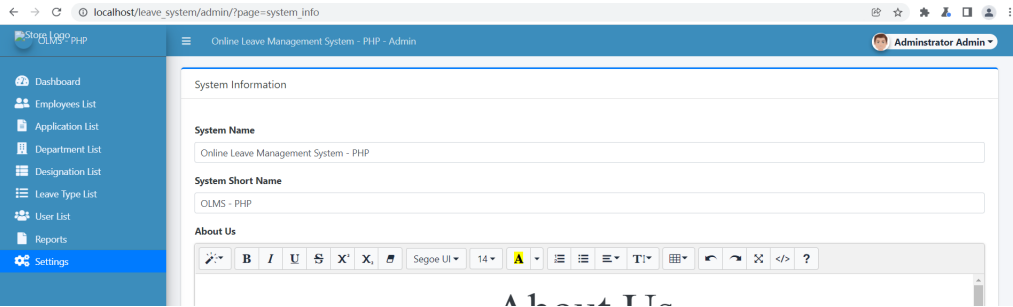 localhost/leave_system/admin/?page=system_info
Store Logo
OLMS - PHP
Online Leave Management System - PHP - Admin
Adminstrator Admin
Dashboard
Employees List
Application List
Department List
Designation List
Leave Type List
User List
Reports
Settings
System Information
System Name
Online Leave Management System - PHP
System Short Name
OLMS - PHP
About Us
B I U S X² X₂ Segoe UI 14 A T </> ?
About Us